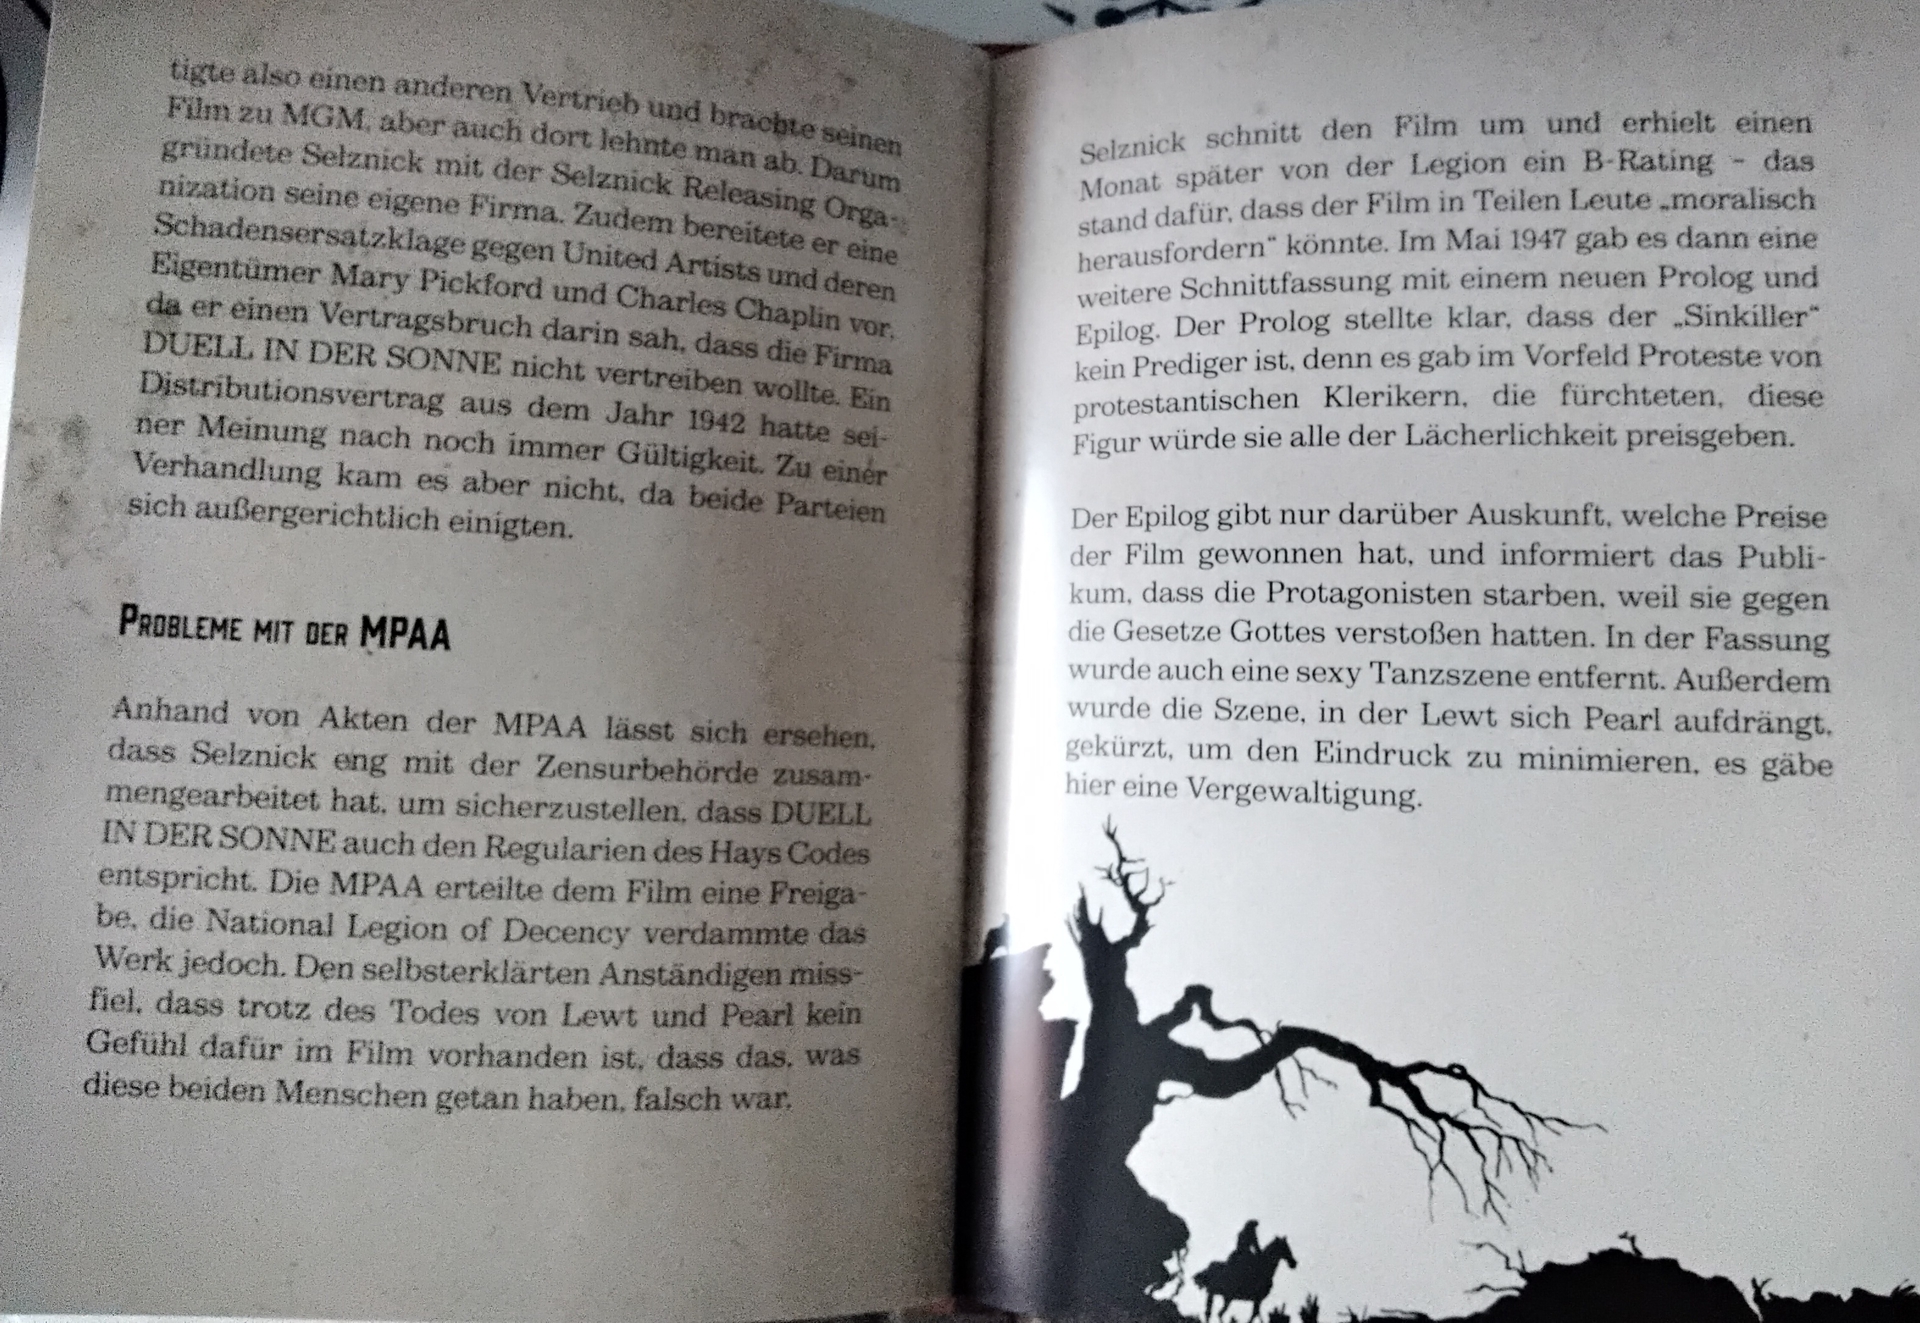 tigte also einen anderen Vertrieb und brachte seinen
Film zu MGM, aber auch dort lehnte man ab. Darum
gründete Selznick mit der Selznick Releasing Orga-
nization seine eigene Firma. Zudem bereitete er eine
Schadensersatzklage gegen United Artists und deren
Eigentümer Mary Pickford und Charles Chaplin vor,
da er einen Vertragsbruch darin sah, dass die Firma
DUELL IN DER SONNE nicht vertreiben wollte. Ein
Distributionsvertrag aus dem Jahr 1942 hatte sei-
ner Meinung nach noch immer Gültigkeit. Zu einer
Verhandlung kam es aber nicht, da beide Parteien
sich außergerichtlich einigten.
PROBLEME MIT DER MPAA
Anhand von Akten der MPAA lässt sich ersehen,
dass Selznick eng mit der Zensurbehörde zusam-
mengearbeitet hat, um sicherzustellen, dass DUELL
IN DER SONNE auch den Regularien des Hays Codes
entspricht. Die MPAA erteilte dem Film eine Freiga-
be, die National Legion of Decency verdammte das
Werk jedoch. Den selbsterklärten Anständigen miss-
fiel, dass trotz des Todes von Lewt und Pearl kein
Gefühl dafür im Film vorhanden ist, dass das, was
diese beiden Menschen getan haben, falsch war.
Selznick schnitt den Film um und erhielt einen
Monat später von der Legion ein B-Rating – das
stand dafür, dass der Film in Teilen Leute „moralisch
herausfordern“ könnte. Im Mai 1947 gab es dann eine
weitere Schnittfassung mit einem neuen Prolog und
Epilog. Der Prolog stellte klar, dass der „Sinkiller“
kein Prediger ist, denn es gab im Vorfeld Proteste von
protestantischen Klerikern, die fürchteten, diese
Figur würde sie alle der Lächerlichkeit preisgeben.
Der Epilog gibt nur darüber Auskunft, welche Preise
der Film gewonnen hat, und informiert das Publi-
kum, dass die Protagonisten starben, weil sie gegen
die Gesetze Gottes verstoßen hatten. In der Fassung
wurde auch eine sexy Tanzszene entfernt. Außerdem
wurde die Szene, in der Lewt sich Pearl aufdrängt,
gekürzt, um den Eindruck zu minimieren, es gäbe
hier eine Vergewaltigung.